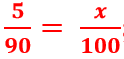 5/90 = x/100